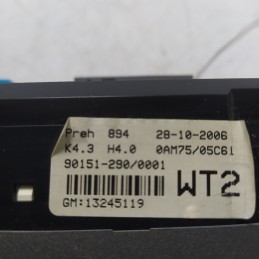 Preh 894 28-10-2006
K4.3 H4.0 0AM75/05C61
90151-290/0001
WT2
GM:13245119